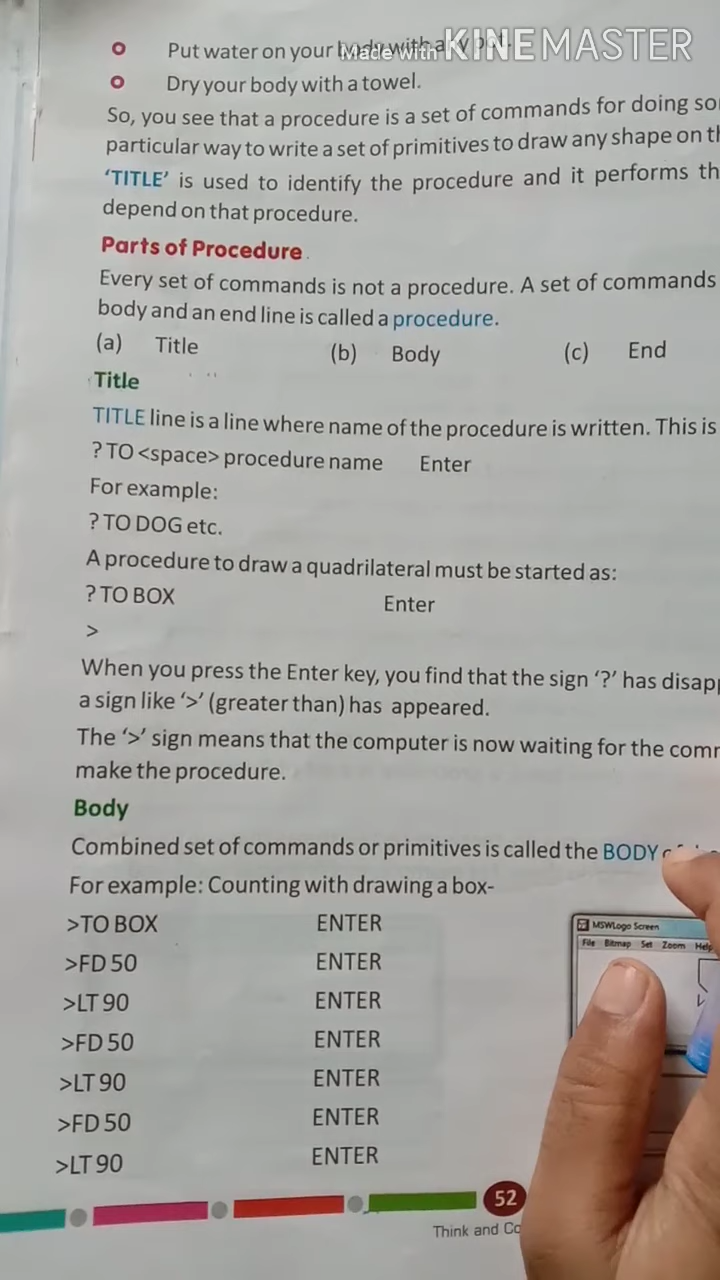 Put water on your body with any pot.
Made with KINEMASTER
Dry your body with a towel.
So, you see that a procedure is a set of commands for doing
particular way to write a set of primitives to draw any shape on
'TITLE' is used to identify the procedure and it performs
depend on that procedure.
Parts of Procedure
Every set of commands is not a procedure. A set of commands
body and an end line is called a procedure.
(a) Title (b) Body (c) End
Title
TITLE line is a line where name of the procedure is written. This is
? TO <space> procedure name Enter
For example:
? TO DOG etc.
A procedure to draw a quadrilateral must be started as:
? TO BOX Enter
>
When you press the Enter key, you find that the sign '?' has
a sign like '>' (greater than) has appeared.
The '>' sign means that the computer is now waiting for the
make the procedure.
Body
Combined set of commands or primitives is called the BODY
For example: Counting with drawing a box-
>TO BOX ENTER
>FD 50 ENTER
>LT 90 ENTER
>FD 50 ENTER
>LT 90 ENTER
>FD 50 ENTER
>LT 90 ENTER
MSWLogo Screen
File Bitmap Set Zoom Help
52
Think and